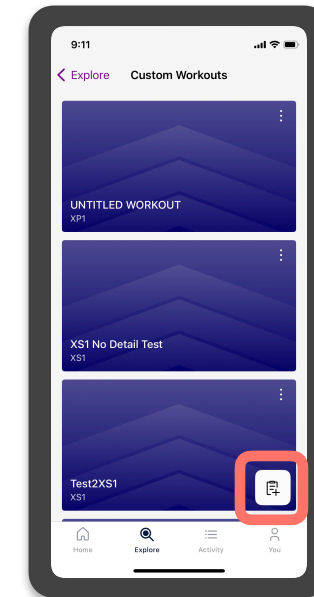 9:11
Explore
Custom Workouts
UNTITLED WORKOUT
XP1
XS1 No Detail Test
XS1
Test2XS1
XS1
Home
Explore
Activity
You